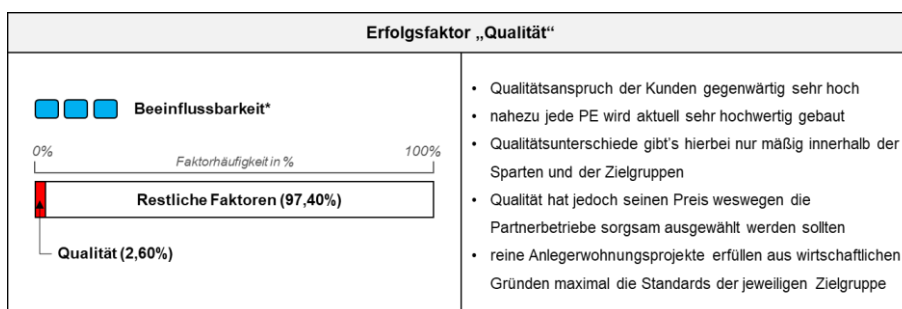 Erfolgsfaktor „Qualität“
Beeinflussbarkeit*
0%
Faktorhäufigkeit in %
100%
Restliche Faktoren (97,40%)
Qualität (2,60%)
• Qualitätsanspruch der Kunden gegenwärtig sehr hoch
• nahezu jede PE wird aktuell sehr hochwertig gebaut
• Qualitätsunterschiede gibt's hierbei nur mäßig innerhalb der
Sparten und der Zielgruppen
• Qualität hat jedoch seinen Preis weswegen die
Partnerbetriebe sorgsam ausgewählt werden sollten
• reine Anlegerwohnungsprojekte erfüllen aus wirtschaftlichen
Gründen maximal die Standards der jeweiligen Zielgruppe